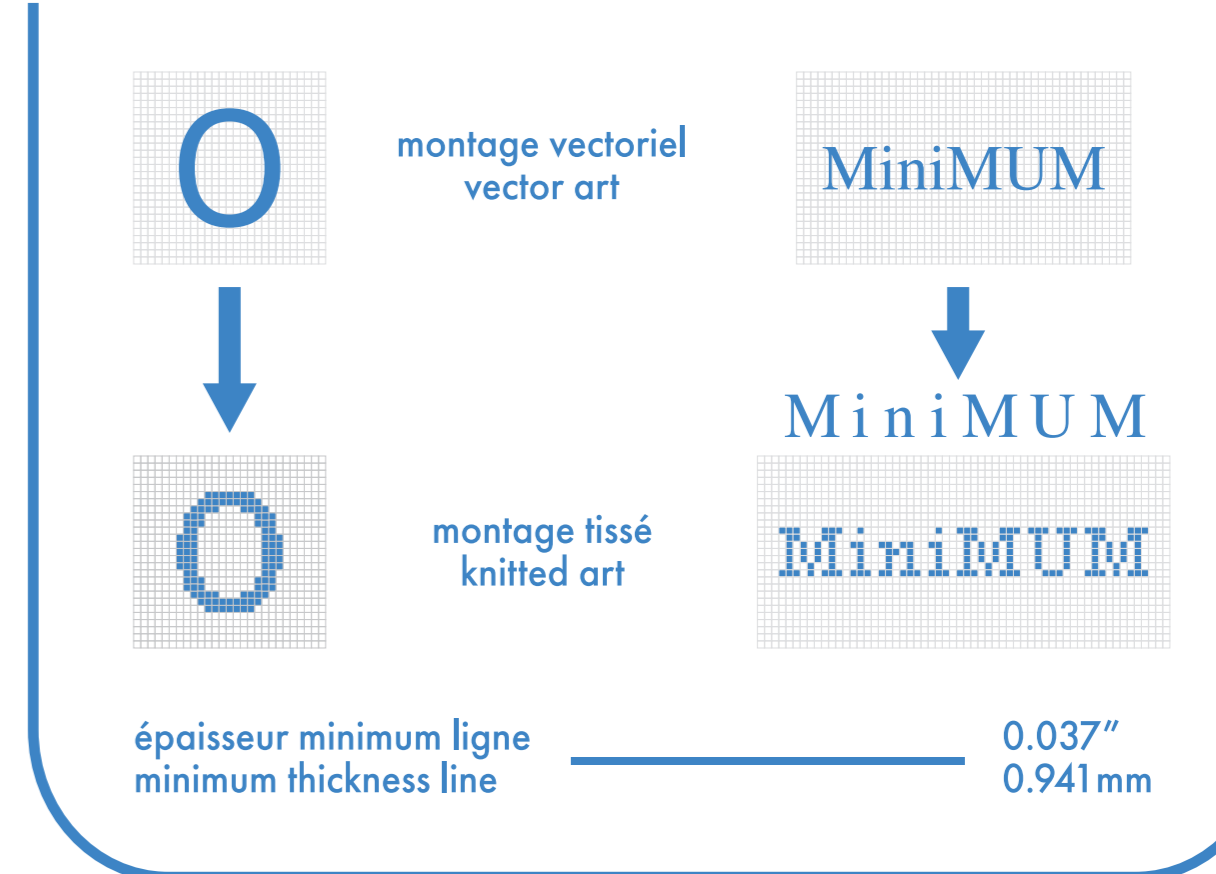 O
montage vectoriel
vector art
MiniMUM
MiniMUM
O
montage tissé
knitted art
MiniMUM
épaisseur minimum ligne
minimum thickness line
0.037″
0.941mm